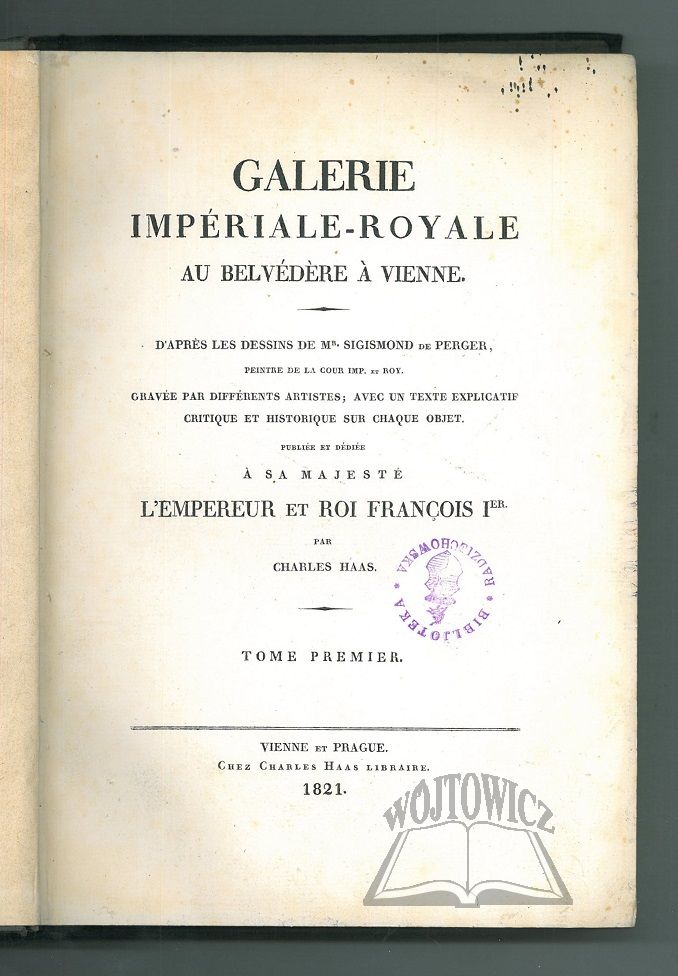 GALERIE
IMPÉRIALE-ROYALE
AU BELVÉDÈRE À VIENNE.
D'APRÈS LES DESSINS DE Mr. SIGISMOND DE PERGER,
PEINTRE DE LA COUR IMP. ET ROY.
GRAVÉE PAR DIFFÉRENTS ARTISTES; AVEC UN TEXTE EXPLICATIF
CRITIQUE ET HISTORIQUE SUR CHAQUE OBJET.
PUBLIÉE ET DÉDIÉE
À SA MAJESTÉ
L'EMPEREUR ET ROI FRANÇOIS IER.
PAR
CHARLES HAAS.
BIBLJOTEKA * RADZISCHOWSKA *
TOME PREMIER.
VIENNE ET PRAGUE.
CHEZ CHARLES HAAS LIBRAIRE.
1821.
WÓJTOWICZ